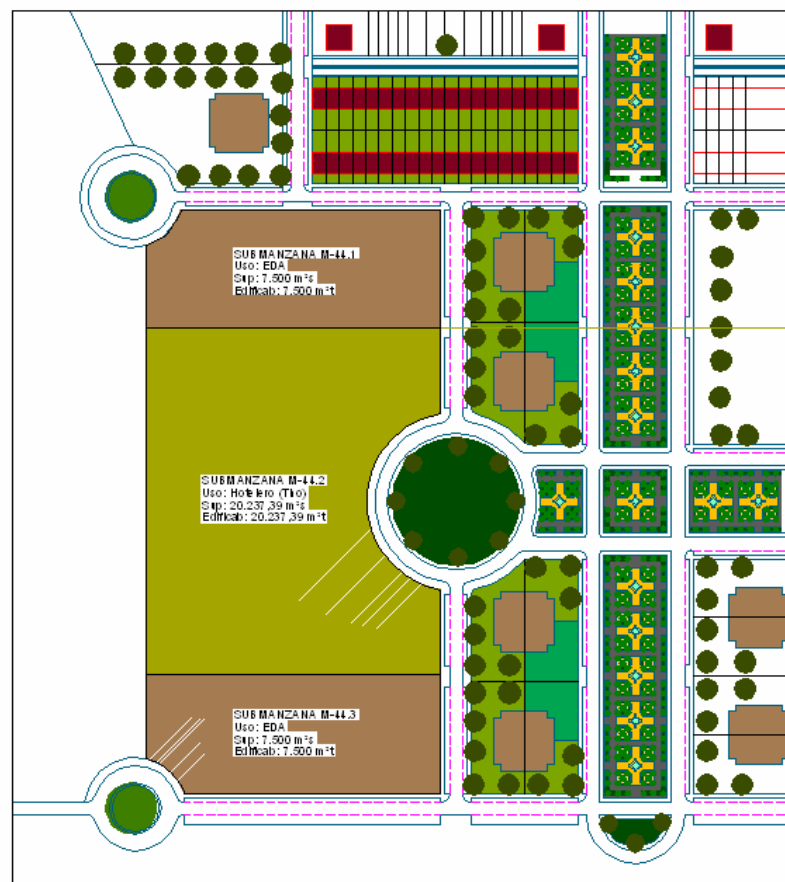 SUBMANZANA M-44.1
Uso: EDA
Sup: 7.500 m²s
Edificab: 7.500 m²t
SUBMANZANA M-44.2
Uso: Hotelero (Tho)
Sup: 20.237,39 m²s
Edificab: 20.237,39 m²t
SUBMANZANA M-44.3
Uso: EDA
Sup: 7.500 m²s
Edificab: 7.500 m²t